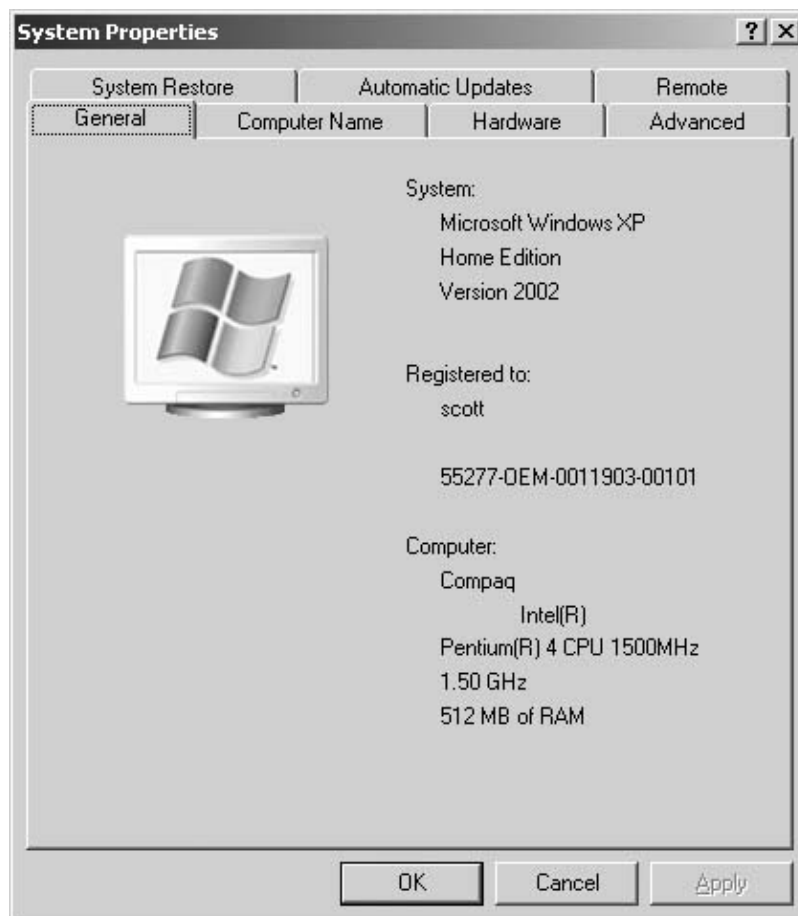 System Properties
System Restore
Automatic Updates
Remote
General
Computer Name
Hardware
Advanced
System:
Microsoft Windows XP
Home Edition
Version 2002
Registered to:
scott
55277-OEM-0011903-00101
Computer:
Compaq
Intel(R)
Pentium(R) 4 CPU 1500MHz
1.50 GHz
512 MB of RAM
OK
Cancel
Apply